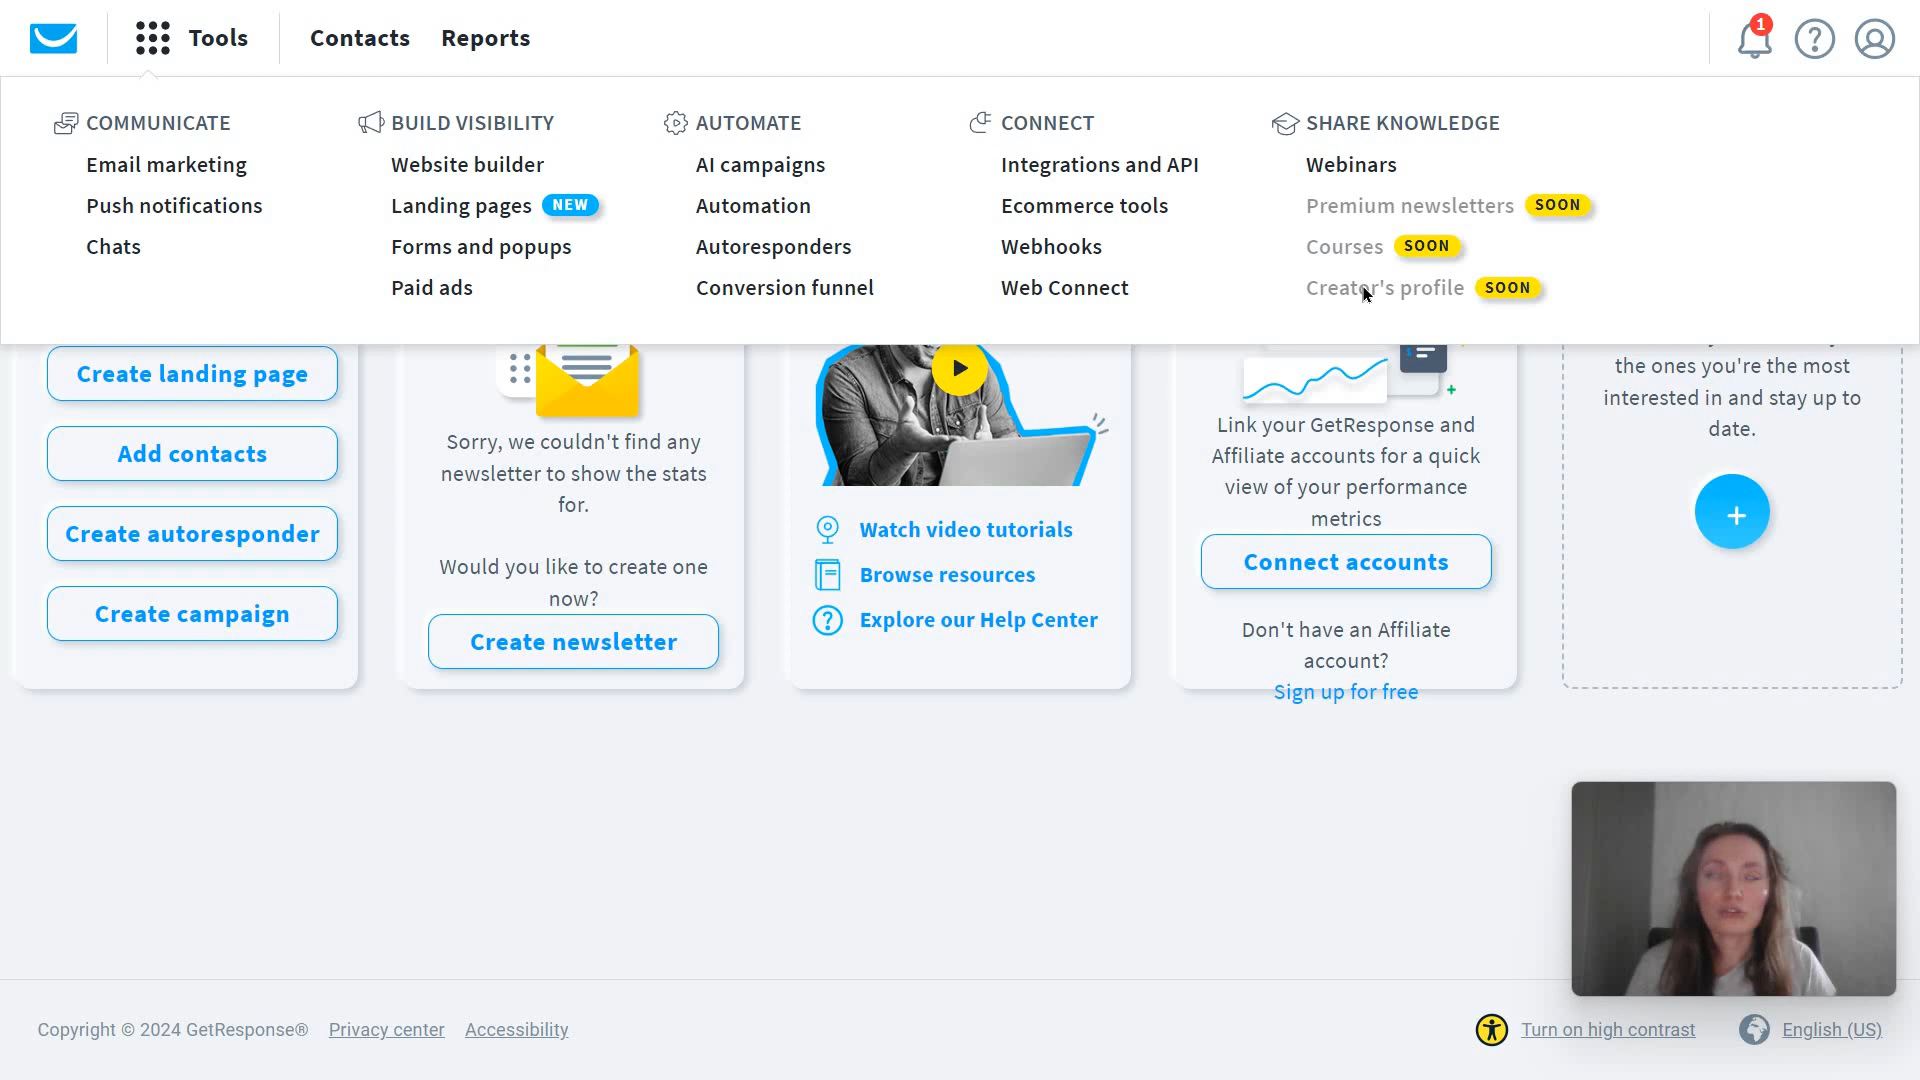 Tools
Contacts
Reports
1
COMMUNICATE
Email marketing
Push notifications
Chats
BUILD VISIBILITY
Website builder
Landing pages NEW
Forms and popups
Paid ads
AUTOMATE
AI campaigns
Automation
Autoresponders
Conversion funnel
CONNECT
Integrations and API
Ecommerce tools
Webhooks
Web Connect
SHARE KNOWLEDGE
Webinars
Premium newsletters SOON
Courses SOON
Creator's profile SOON
Create landing page
Add contacts
Create autoresponder
Create campaign
Sorry, we couldn't find any
newsletter to show the stats
for.
Would you like to create one
now?
Create newsletter
Watch video tutorials
Browse resources
Explore our Help Center
Link your GetResponse and
Affiliate accounts for a quick
view of your performance
metrics
Connect accounts
Don't have an Affiliate
account?
Sign up for free
the ones you're the most
interested in and stay up to
date.
Copyright © 2024 GetResponse®
Privacy center
Accessibility
Turn on high contrast
English (US)